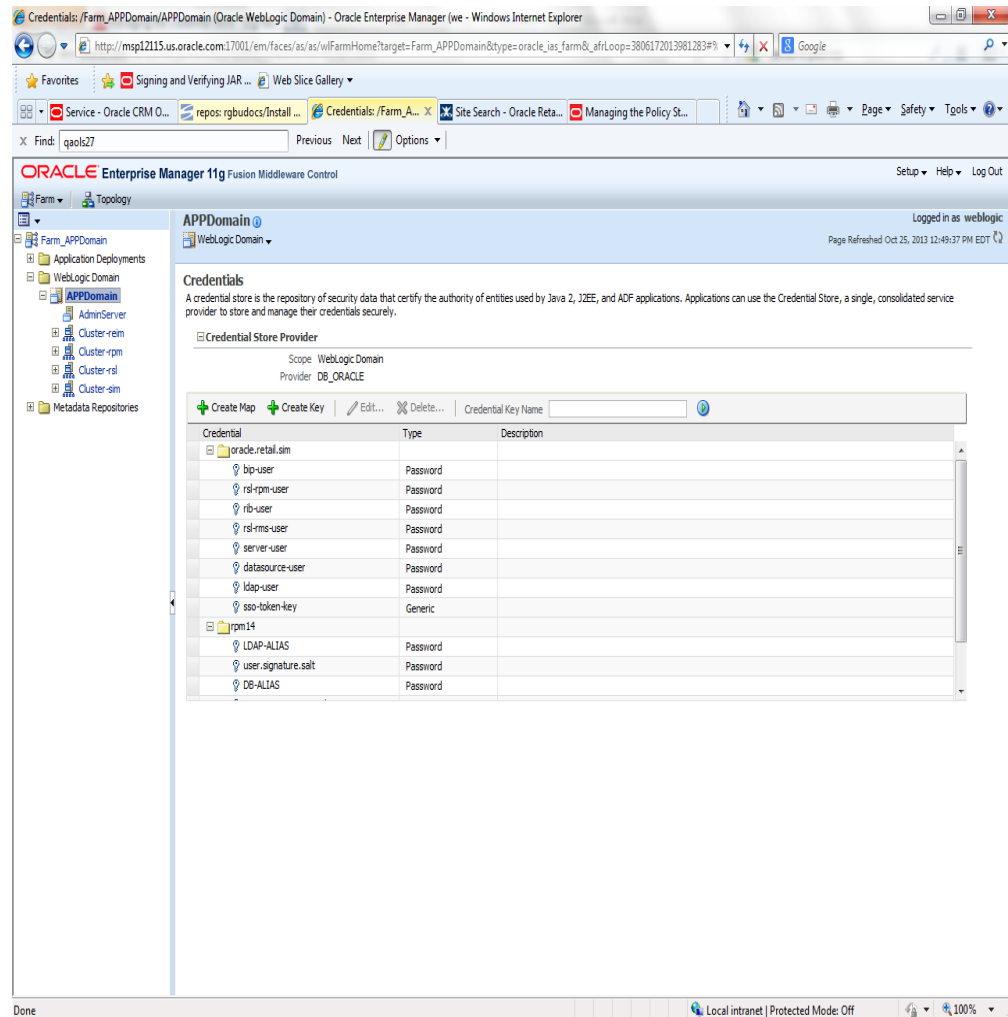 Credentials: /Farm_APPDomain/APPDomain (Oracle WebLogic Domain) - Oracle Enterprise Manager (we - Windows Internet Explorer
http://msp12115.us.oracle.com:17001/em/faces/as/as/wlFarmHome?target=Farm_APPDomain&type=oracle_ias_farm&_afrLoop=3806172013981283#%
Google
Favorites
Signing and Verifying JAR ...
Web Slice Gallery
Service - Oracle CRM O...
repos: rgbudocs/Install ...
Credentials: /Farm_A... X
Site Search - Oracle Reta...
Managing the Policy St...
Page
Safety
Tools
X Find: qaols27
Previous Next
Options
ORACLE Enterprise Manager 11g Fusion Middleware Control
Setup Help Log Out
Farm
Topology
Farm_APPDomain
Application Deployments
WebLogic Domain
APPDomain
AdminServer
Cluster-reim
Cluster-rpm
Cluster-rsl
Cluster-sim
Metadata Repositories
APPDomain
Logged in as weblogic
WebLogic Domain
Page Refreshed Oct 25, 2013 12:49:37 PM EDT
Credentials
A credential store is the repository of security data that certify the authority of entities used by Java 2, J2EE, and ADF applications. Applications can use the Credential Store, a single, consolidated service
provider to store and manage their credentials securely.
Credential Store Provider
Scope WebLogic Domain
Provider DB_ORACLE
Create Map Create Key Edit... Delete... Credential Key Name
Credential Type Description
oracle.retail.sim
bip-user Password
rsl-rpm-user Password
rib-user Password
rsl-rms-user Password
server-user Password
datasource-user Password
ldap-user Password
sso-token-key Generic
rpm14
LDAP-ALIAS Password
user.signature.salt Password
DB-ALIAS Password
Done
Local intranet | Protected Mode: Off
100%